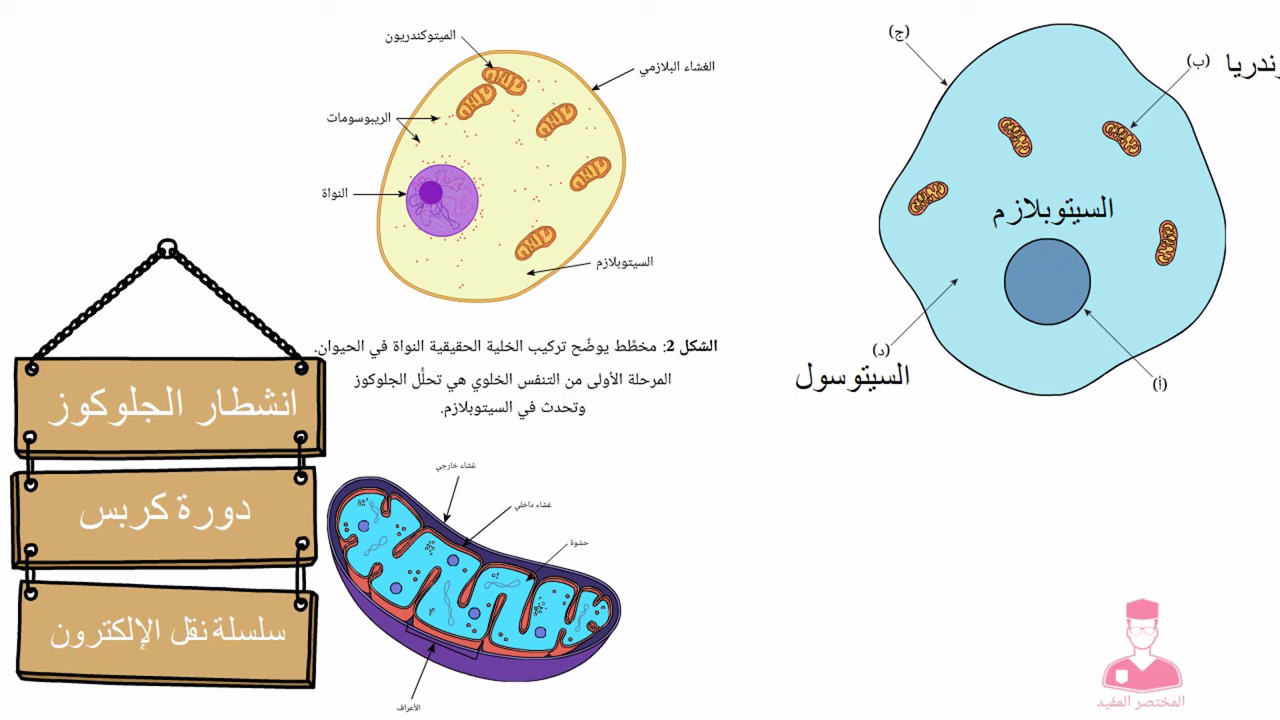 الميتوكندريون
الغشاء البلازمي
الريبوسومات
النواة
السيتوبلازم
الشكل 2: مخطَّط يوضَّح تركيب الخلية الحقيقية النواة في الحيوان.
المرحلة الأولى من التنفس الخلوي هي تحلُّل الجلوكوز
وتحدث في السيتوبلازم.
(ج)
(ب)
السيتوبلازم
(د)
السيتوسول
(أ)
انشطار الجلوكوز
دورة كربس
سلسلة نقل الإلكترون
غشاء خارجي
غشاء داخلي
حشوة
الأعراف
المختصر المفيد